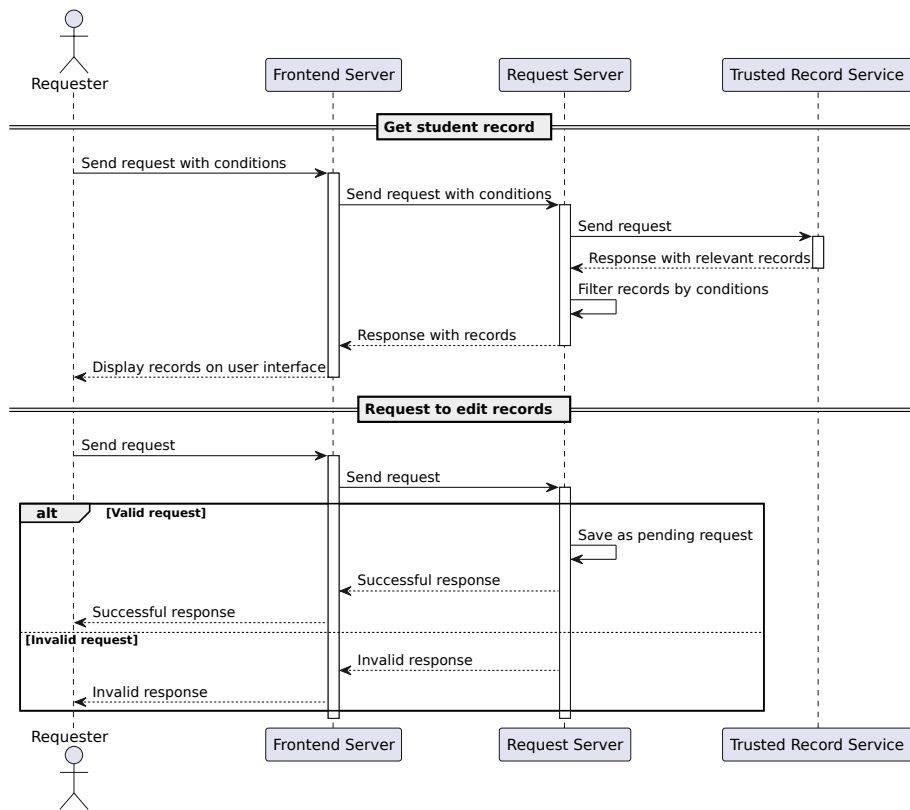 Requester
Frontend Server
Request Server
Trusted Record Service
Get student record
Send request with conditions
Send request with conditions
Send request
Response with relevant records
Filter records by conditions
Response with records
Display records on user interface
Request to edit records
Send request
Send request
alt
[Valid request]
Save as pending request
Successful response
Successful response
[Invalid request]
Invalid response
Invalid response
Requester
Frontend Server
Request Server
Trusted Record Service